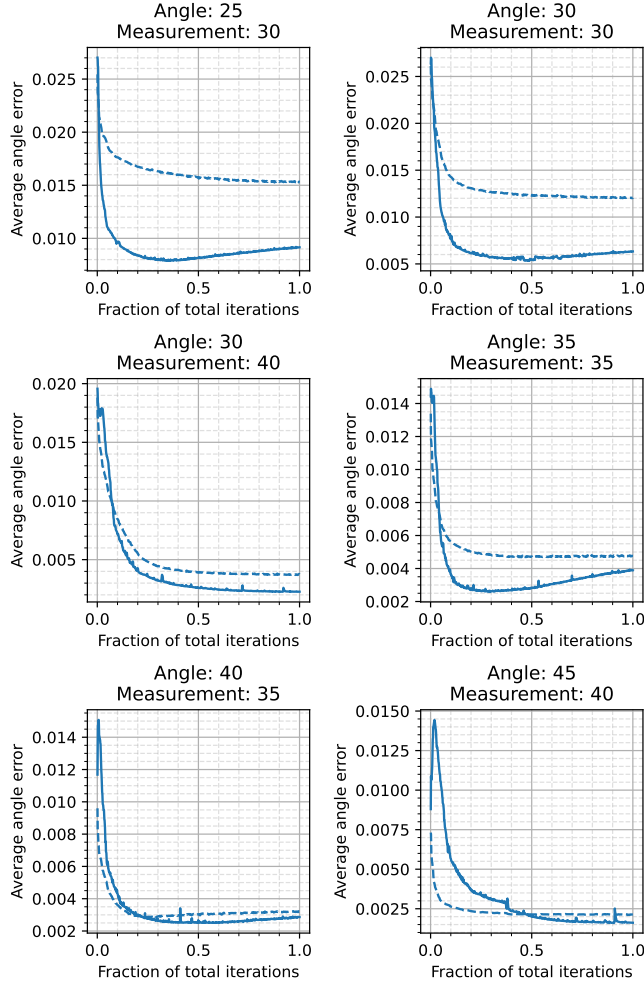 Angle: 25
Measurement: 30
0.025
0.020
0.015
0.010
Average angle error
0.0
0.5
1.0
Fraction of total iterations
Angle: 30
Measurement: 30
0.025
0.020
0.015
0.010
0.005
Average angle error
0.0
0.5
1.0
Fraction of total iterations
Angle: 30
Measurement: 40
0.020
0.015
0.010
0.005
Average angle error
0.0
0.5
1.0
Fraction of total iterations
Angle: 35
Measurement: 35
0.014
0.012
0.010
0.008
0.006
0.004
0.002
Average angle error
0.0
0.5
1.0
Fraction of total iterations
Angle: 40
Measurement: 35
0.014
0.012
0.010
0.008
0.006
0.004
0.002
Average angle error
0.0
0.5
1.0
Fraction of total iterations
Angle: 45
Measurement: 40
0.0150
0.0125
0.0100
0.0075
0.0050
0.0025
Average angle error
0.0
0.5
1.0
Fraction of total iterations